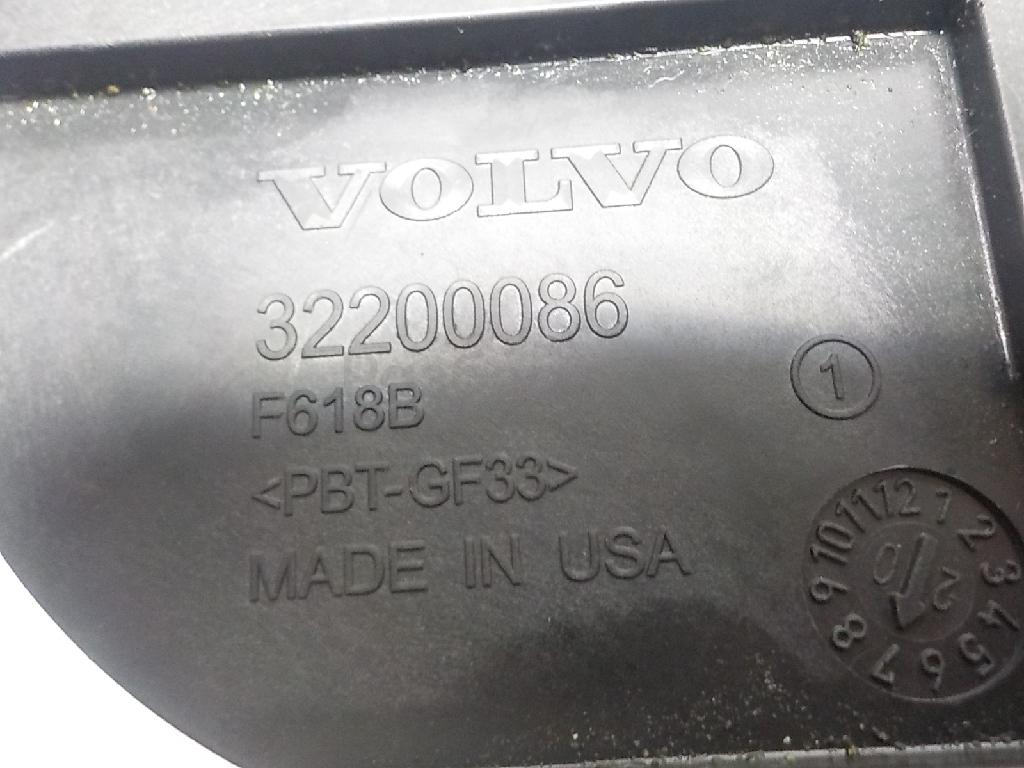 VOLVO
32200086
F618B
1
<PBT-GF33>
MADE IN USA
1 2 3 4 5 6 7 8 9 10 11 12